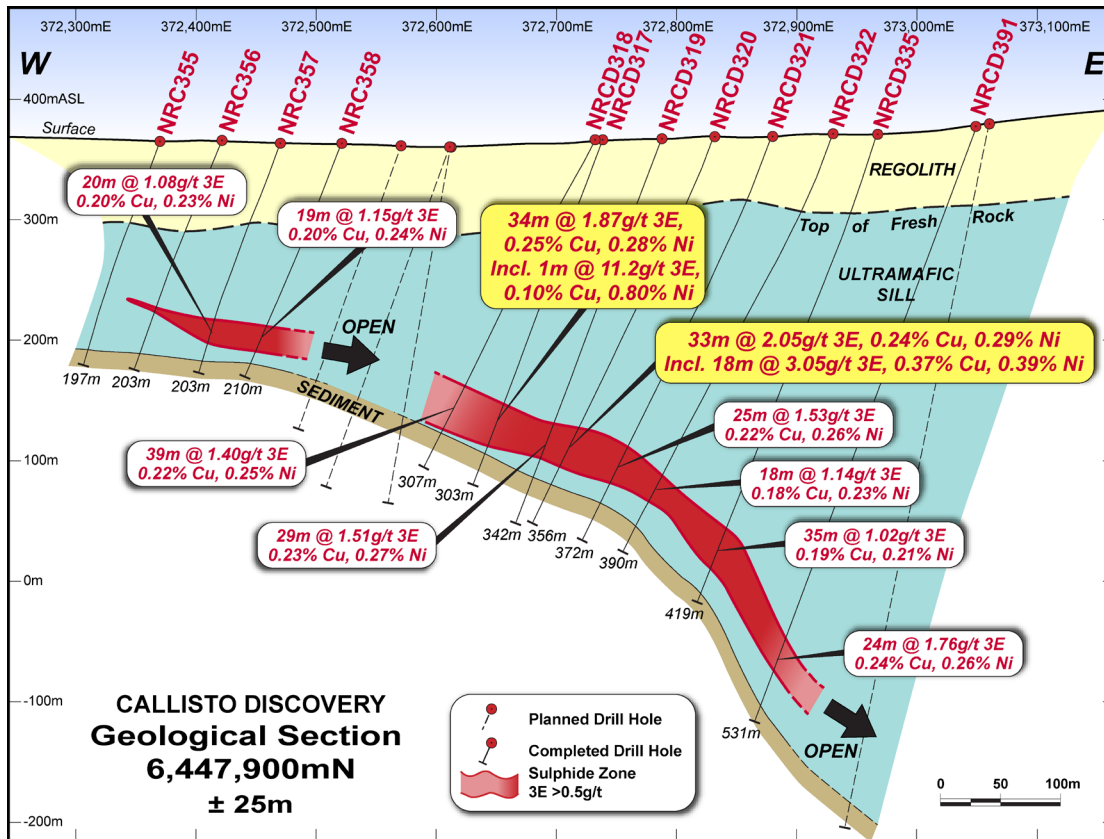 372,300mE 372,400mE 372,500mE 372,600mE 372,700mE 372,800mE 372,900mE 373,000mE 373,100mE
W
E
NRC355
NRC356
NRC357
NRC358
NRCD318
NRCD317
NRCD319
NRCD320
NRCD321
NRCD322
NRCD335
NRCD391
400mASL
Surface
REGOLITH
20m @ 1.08g/t 3E
0.20% Cu, 0.23% Ni
19m @ 1.15g/t 3E
0.20% Cu, 0.24% Ni
34m @ 1.87g/t 3E,
0.25% Cu, 0.28% Ni
Incl. 1m @ 11.2g/t 3E,
0.10% Cu, 0.80% Ni
300m
Top of Fresh Rock
ULTRAMAFIC
SILL
OPEN
200m
33m @ 2.05g/t 3E, 0.24% Cu, 0.29% Ni
Incl. 18m @ 3.05g/t 3E, 0.37% Cu, 0.39% Ni
197m
203m
203m
210m
SEDIMENT
25m @ 1.53g/t 3E
0.22% Cu, 0.26% Ni
39m @ 1.40g/t 3E
0.22% Cu, 0.25% Ni
100m
307m
303m
18m @ 1.14g/t 3E
0.18% Cu, 0.23% Ni
29m @ 1.51g/t 3E
0.23% Cu, 0.27% Ni
342m
356m
372m
390m
35m @ 1.02g/t 3E
0.19% Cu, 0.21% Ni
0m
419m
24m @ 1.76g/t 3E
0.24% Cu, 0.26% Ni
-100m
531m
OPEN
CALLISTO DISCOVERY
Geological Section
6,447,900mN
± 25m
Planned Drill Hole
Completed Drill Hole
Sulphide Zone
3E >0.5g/t
0 50 100m
-200m